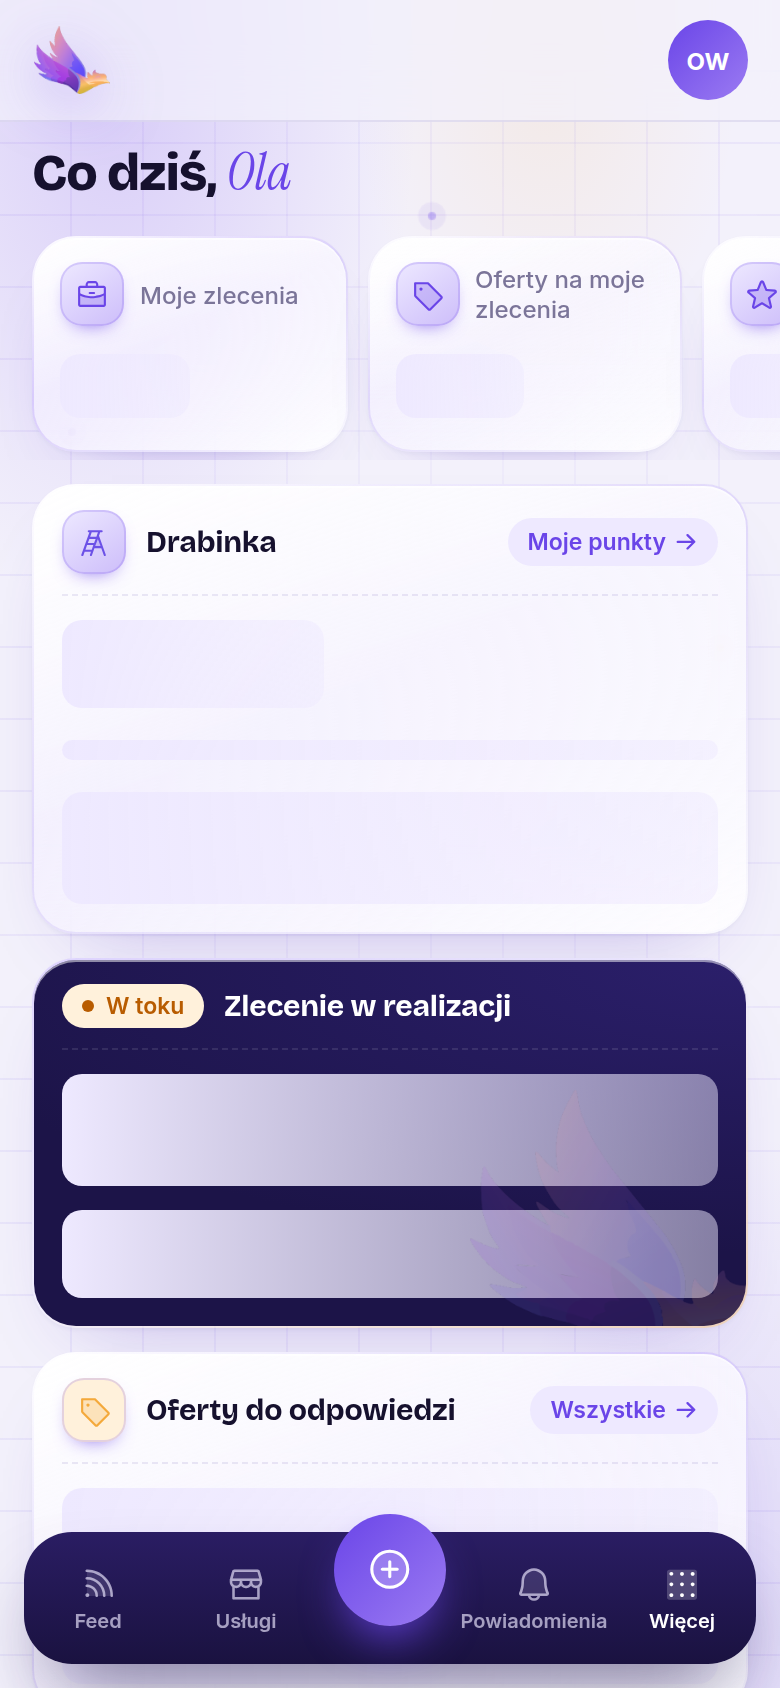 OW
Co dziś, Ola
Moje zlecenia
Oferty na moje
zlecenia
Drabinka
Moje punkty
W toku
Zlecenie w realizacji
Oferty do odpowiedzi
Wszystkie
Feed
Usługi
Powiadomienia
Więcej